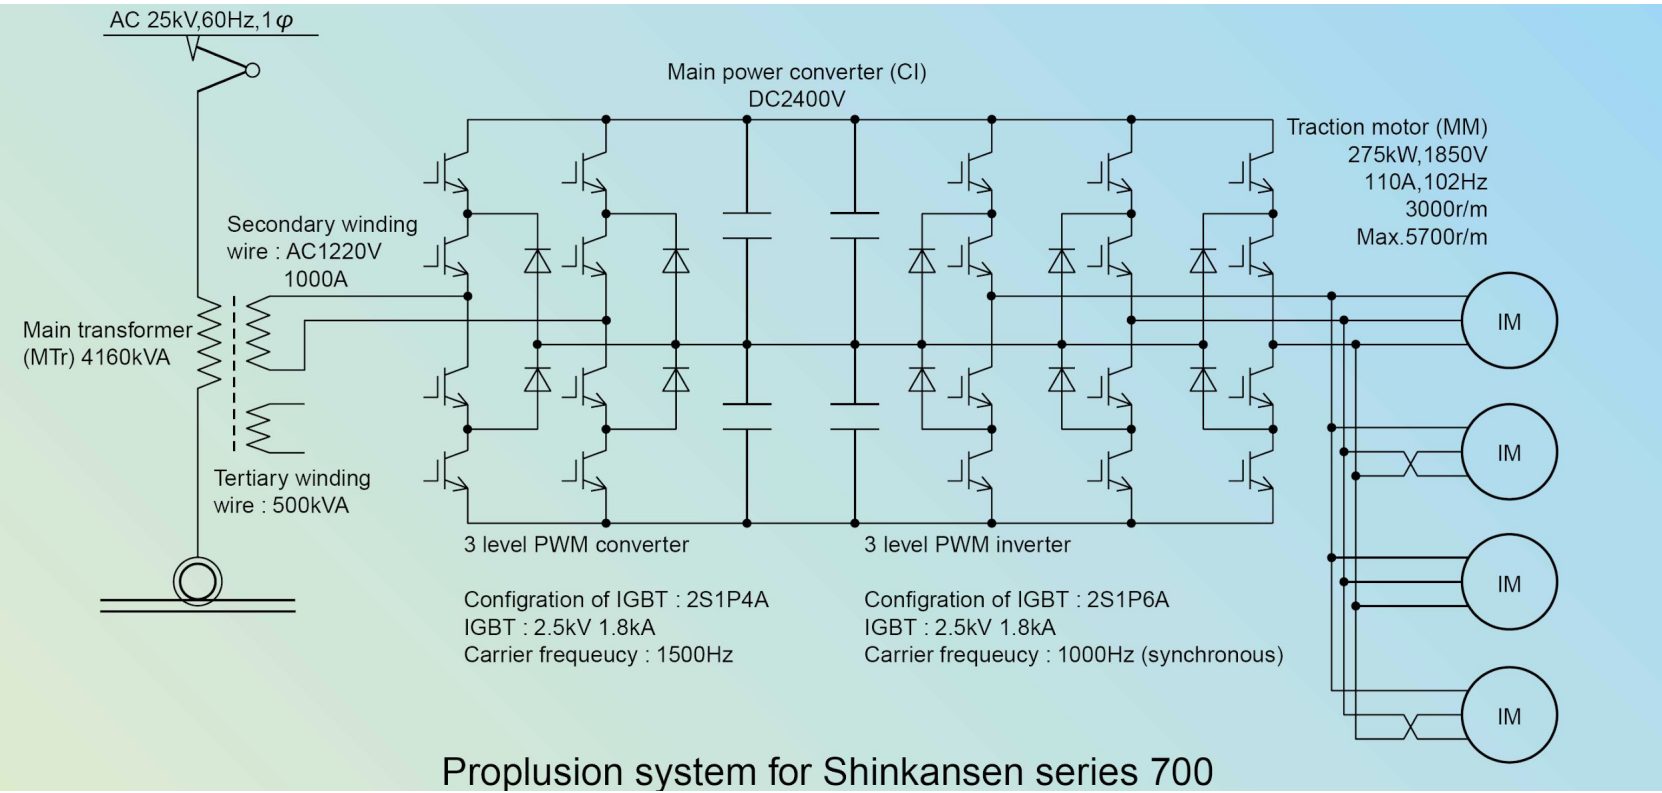 AC 25kV,60Hz,1φ
Main power converter (CI)
DC2400V
Traction motor (MM)
275kW,1850V
110A,102Hz
3000r/m
Max.5700r/m
Secondary winding
wire : AC1220V
1000A
Main transformer
(MTr) 4160kVA
Tertiary winding
wire : 500kVA
IM
IM
IM
IM
3 level PWM converter
Configration of IGBT : 2S1P4A
IGBT : 2.5kV 1.8kA
Carrier frequeucy : 1500Hz
3 level PWM inverter
Configration of IGBT : 2S1P6A
IGBT : 2.5kV 1.8kA
Carrier frequeucy : 1000Hz (synchronous)
Proplusion system for Shinkansen series 700